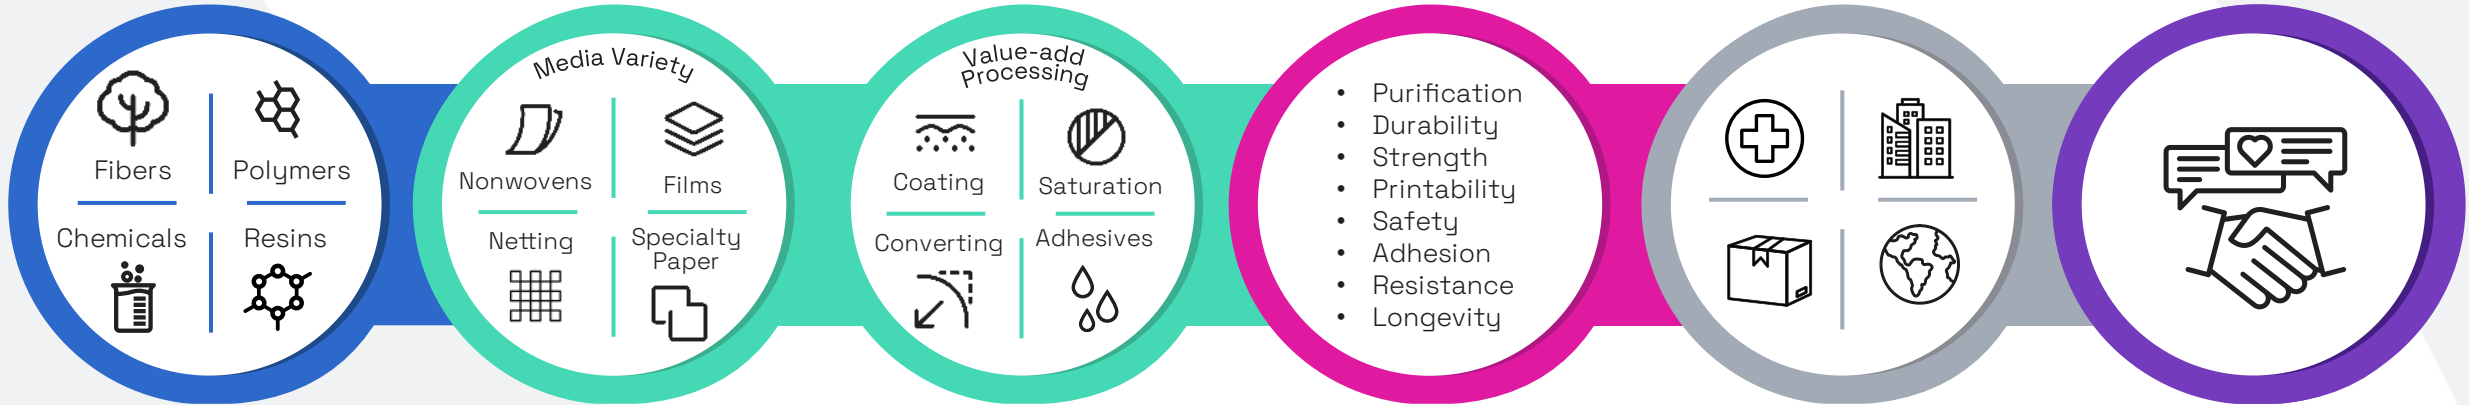 Fibers
Polymers
Chemicals
Resins
Media Variety
Nonwovens
Films
Netting
Specialty
Paper
Value-add
Processing
Coating
Saturation
Converting
Adhesives
• Purification
• Durability
• Strength
• Printability
• Safety
• Adhesion
• Resistance
• Longevity